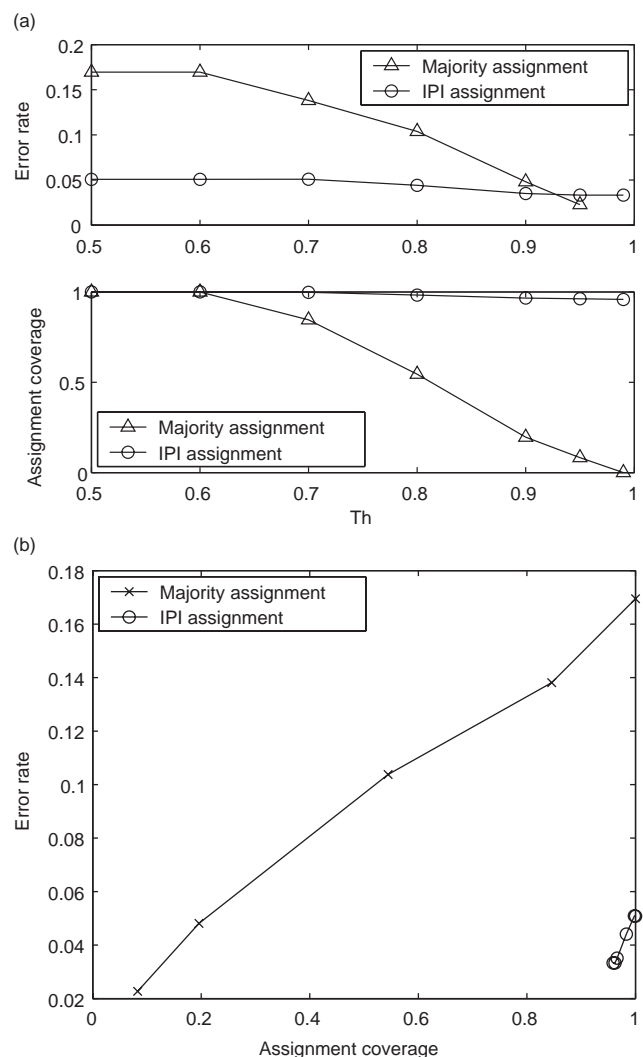 (a)
0.2
0.15
0.1
0.05
0
Error rate
Majority assignment
IPI assignment
0.5 0.6 0.7 0.8 0.9 1
1
0.5
0
Assignment coverage
Majority assignment
IPI assignment
0.5 0.6 0.7 0.8 0.9 1
Th
(b)
0.18
0.16
0.14
0.12
0.1
0.08
0.06
0.04
0.02
Error rate
Majority assignment
IPI assignment
0 0.2 0.4 0.6 0.8 1
Assignment coverage